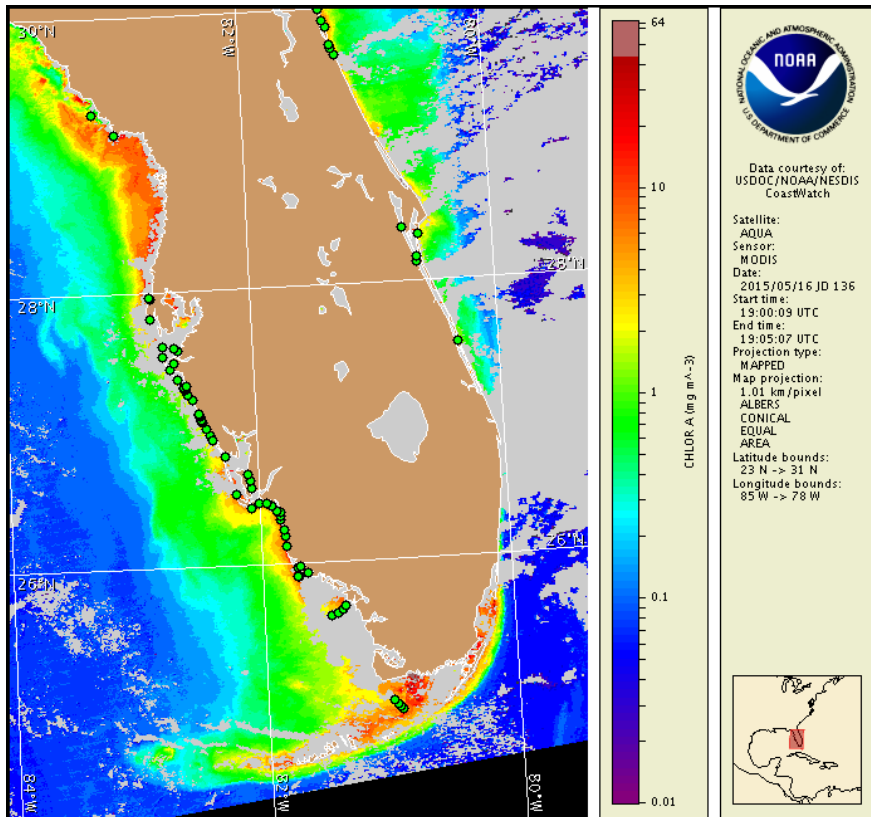 30°N
82°W
80°W
28°N
28°N
26°N
26°N
84°W
82°W
80°W
64
10
1
0.1
0.01
CHLOR A (mg m^-3)
NATIONAL OCEANIC AND ATMOSPHERIC ADMINISTRATION
NOAA
U.S. DEPARTMENT OF COMMERCE
Data courtesy of:
USDOC/NOAA/NESDIS
CoastWatch
Satellite:
AQUA
Sensor:
MODIS
Date:
2015/05/16 JD 136
Start time:
19:00:09 UTC
End time:
19:05:07 UTC
Projection type:
MAPPED
Map projection:
1.01 km/pixel
ALBERS
CONICAL
EQUAL
AREA
Latitude bounds:
23 N -> 31 N
Longitude bounds:
85 W -> 78 W